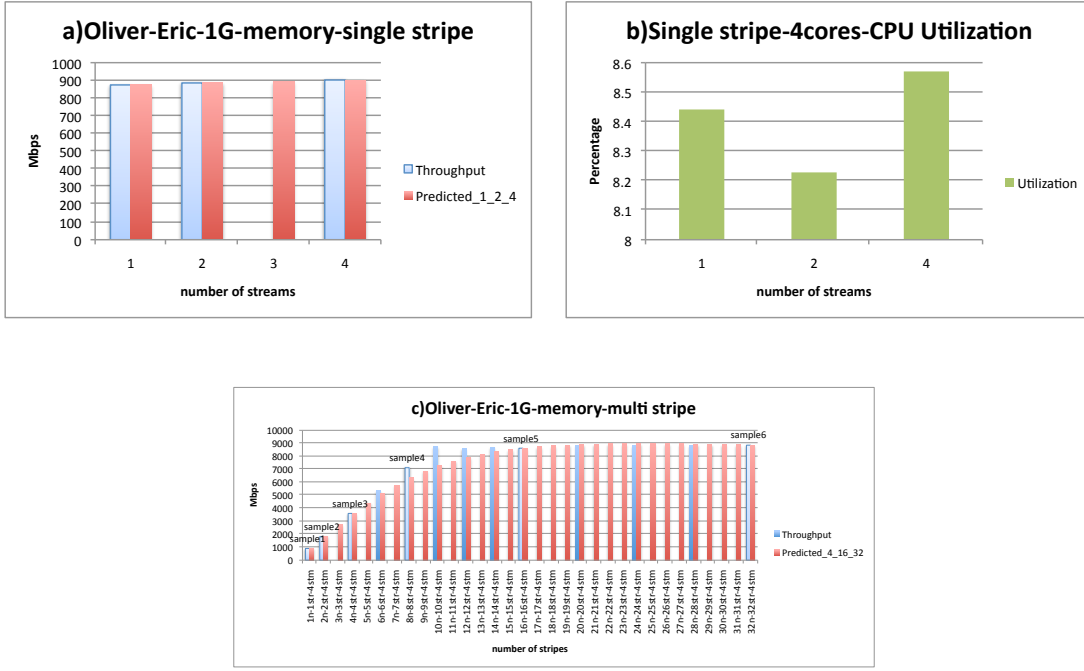 a)Oliver-Eric-1G-memory-single stripe
1000
900
800
700
600
500
400
300
200
100
0
Mbps
1 2 3 4
number of streams
Throughput
Predicted_1_2_4
b)Single stripe-4cores-CPU Utilization
8.6
8.5
8.4
8.3
8.2
8.1
8
Percentage
1 2 4
number of streams
Utilization
c)Oliver-Eric-1G-memory-multi stripe
10000
9000
8000
7000
6000
5000
4000
3000
2000
1000
0
Mbps
sample1
sample2
sample3
sample4
sample5
sample6
1n-1str-4stm
2n-2str-4stm
3n-3str-4stm
4n-4str-4stm
5n-5str-4stm
6n-6str-4stm
7n-7str-4stm
8n-8str-4stm
9n-9str-4stm
10n-10str-4stm
11n-11str-4stm
12n-12str-4stm
13n-13str-4stm
14n-14str-4stm
15n-15str-4stm
16n-16str-4stm
17n-17str-4stm
18n-18str-4stm
19n-19str-4stm
20n-20str-4stm
21n-21str-4stm
22n-22str-4stm
23n-23str-4stm
24n-24str-4stm
25n-25str-4stm
26n-26str-4stm
27n-27str-4stm
28n-28str-4stm
29n-29str-4stm
30n-30str-4stm
31n-31str-4stm
32n-32str-4stm
number of stripes
Throughput
Predicted_4_16_32